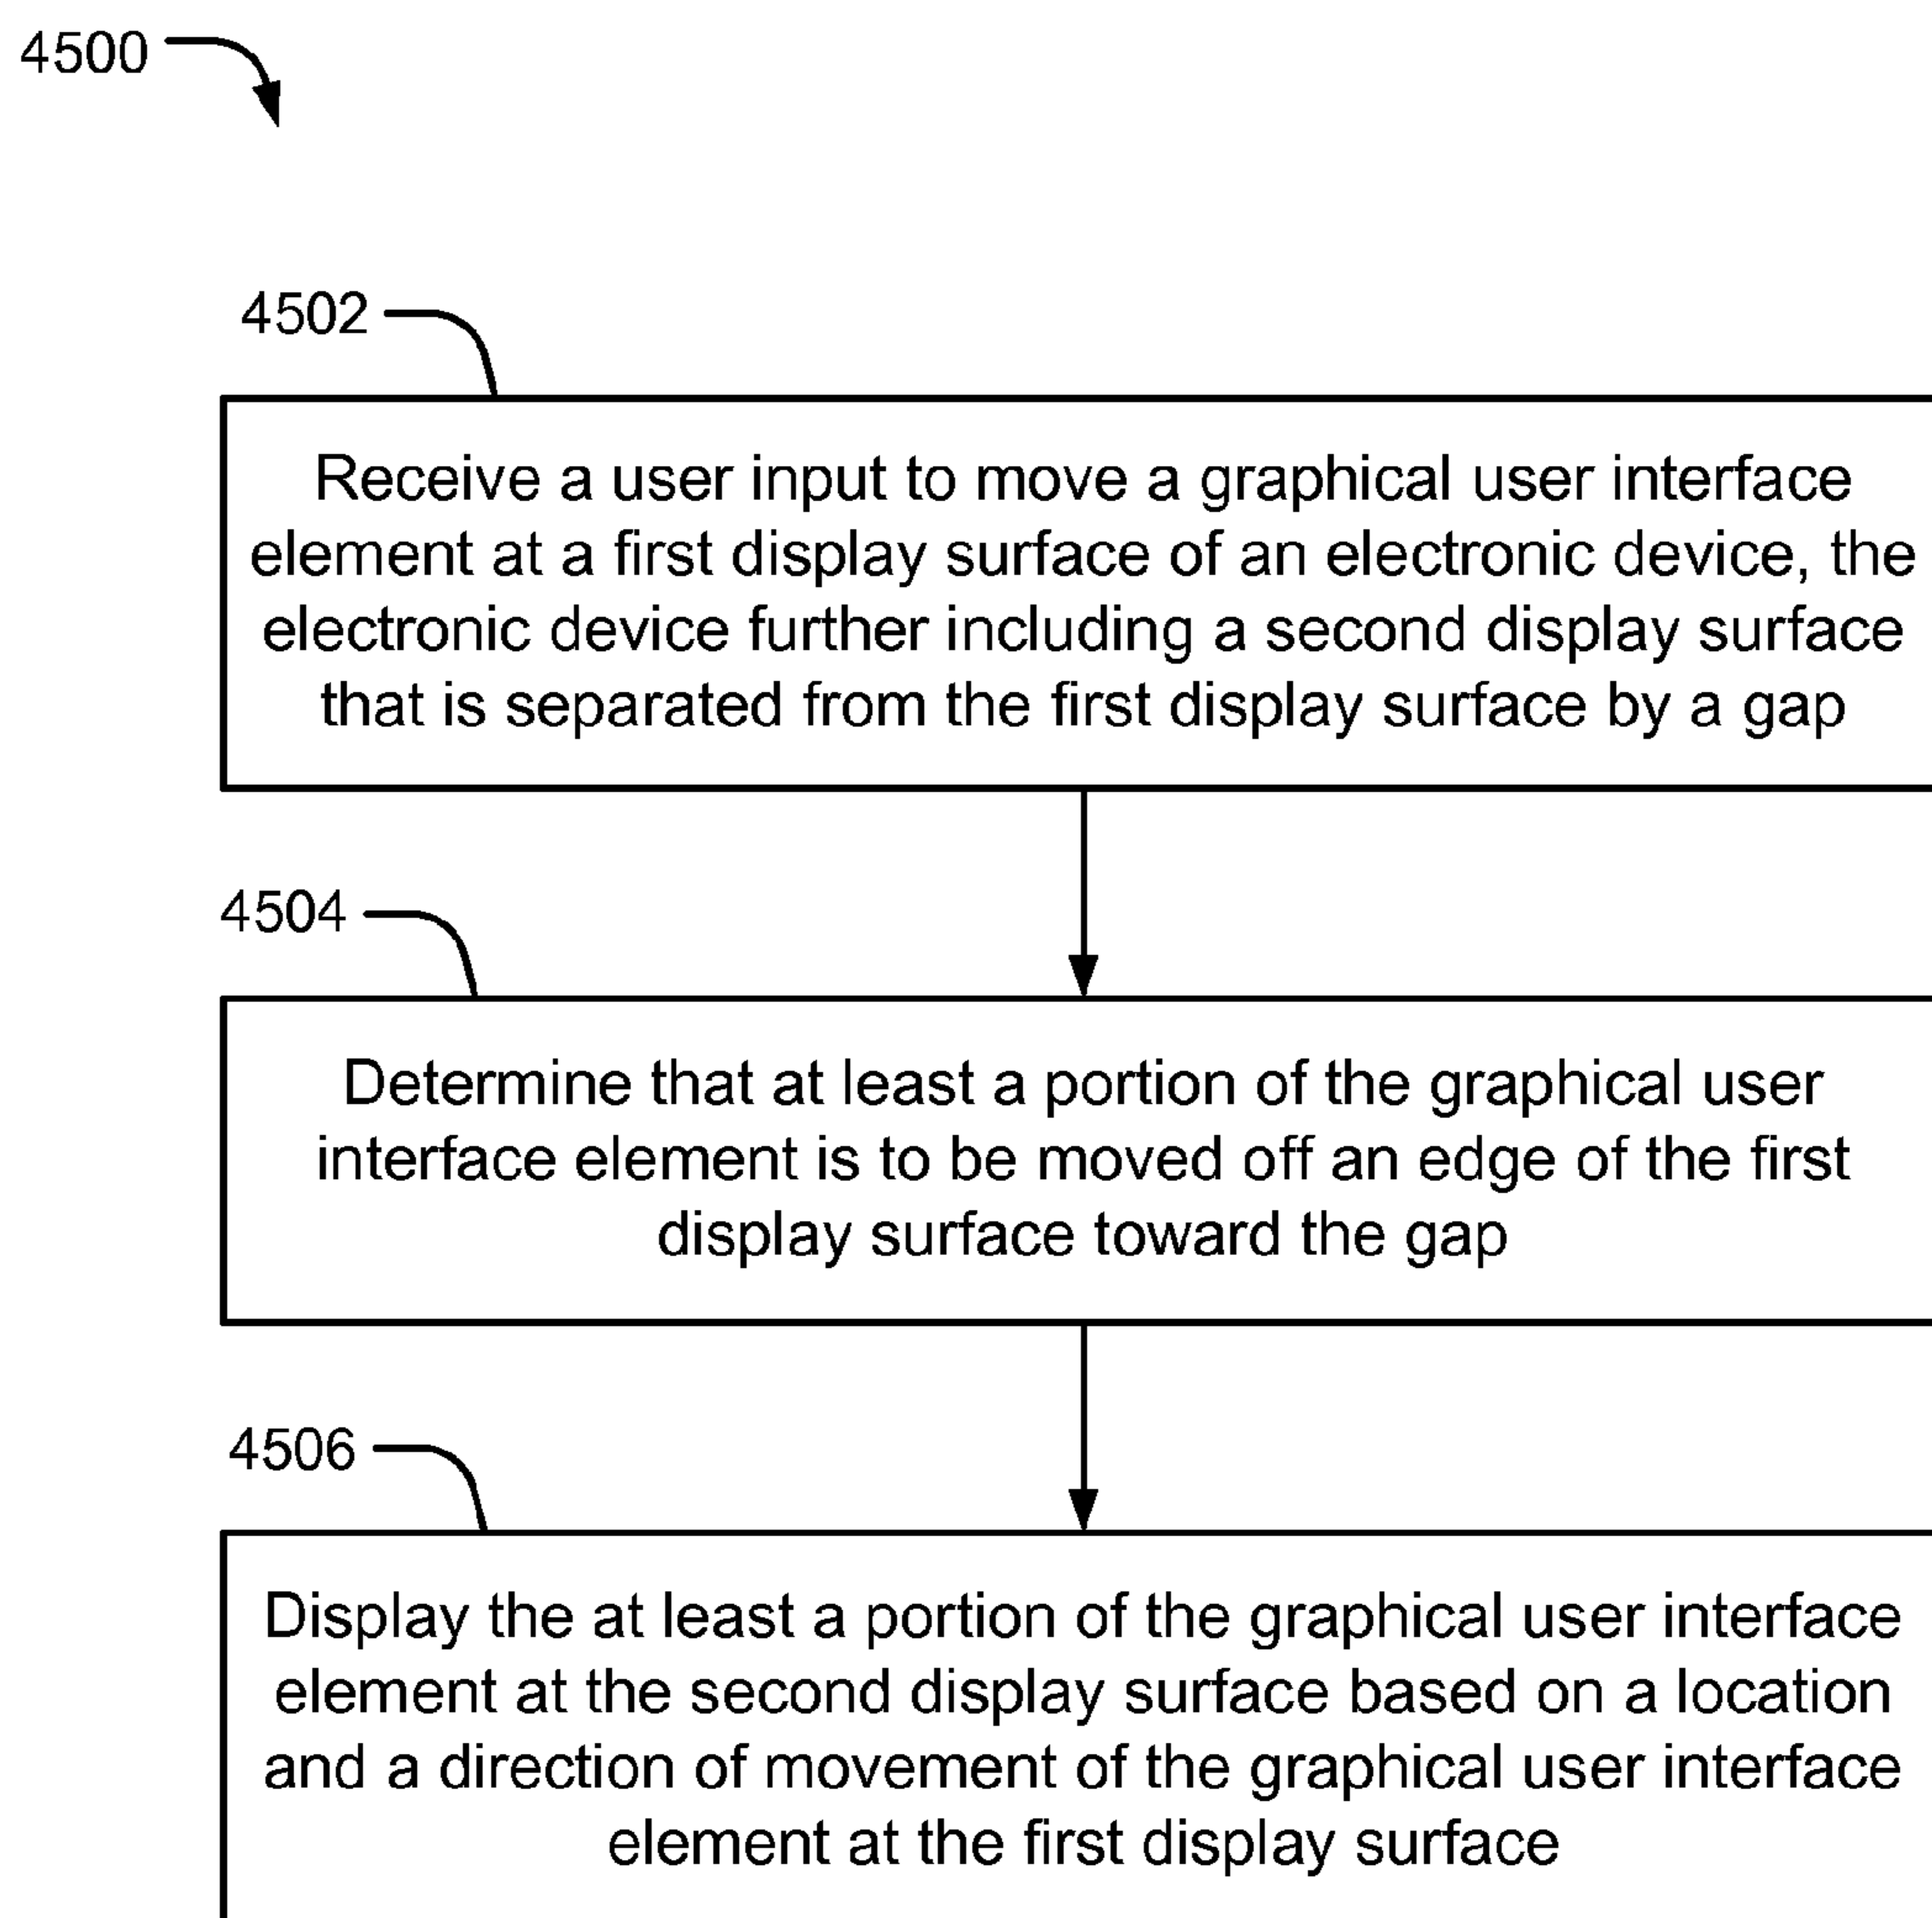 4500
4502
Receive a user input to move a graphical user interface
element at a first display surface of an electronic device, the
electronic device further including a second display surface
that is separated from the first display surface by a gap
4504
Determine that at least a portion of the graphical user
interface element is to be moved off an edge of the first
display surface toward the gap
4506
Display the at least a portion of the graphical user interface
element at the second display surface based on a location
and a direction of movement of the graphical user interface
element at the first display surface